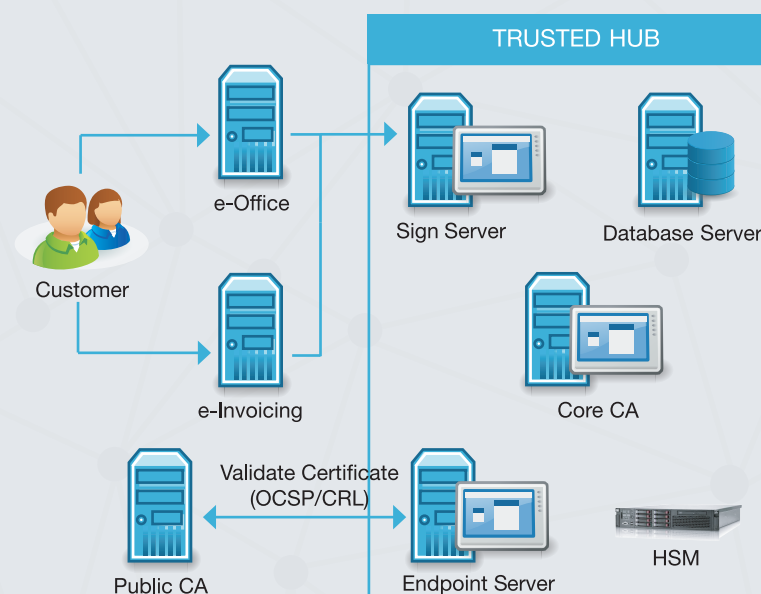 TRUSTED HUB
e-Office
Sign Server
Database Server
Customer
e-Invoicing
Core CA
Validate Certificate
(OCSP/CRL)
Public CA
Endpoint Server
HSM